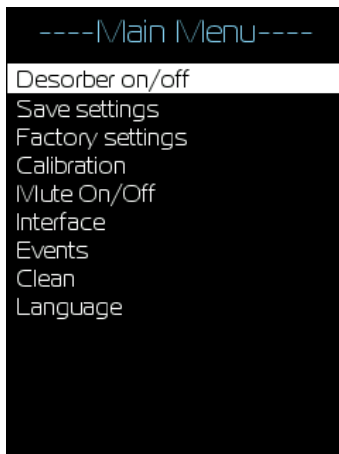 ----Main Menu----
Desorber on/off
Save settings
Factory settings
Calibration
Mute On/Off
Interface
Events
Clean
Language